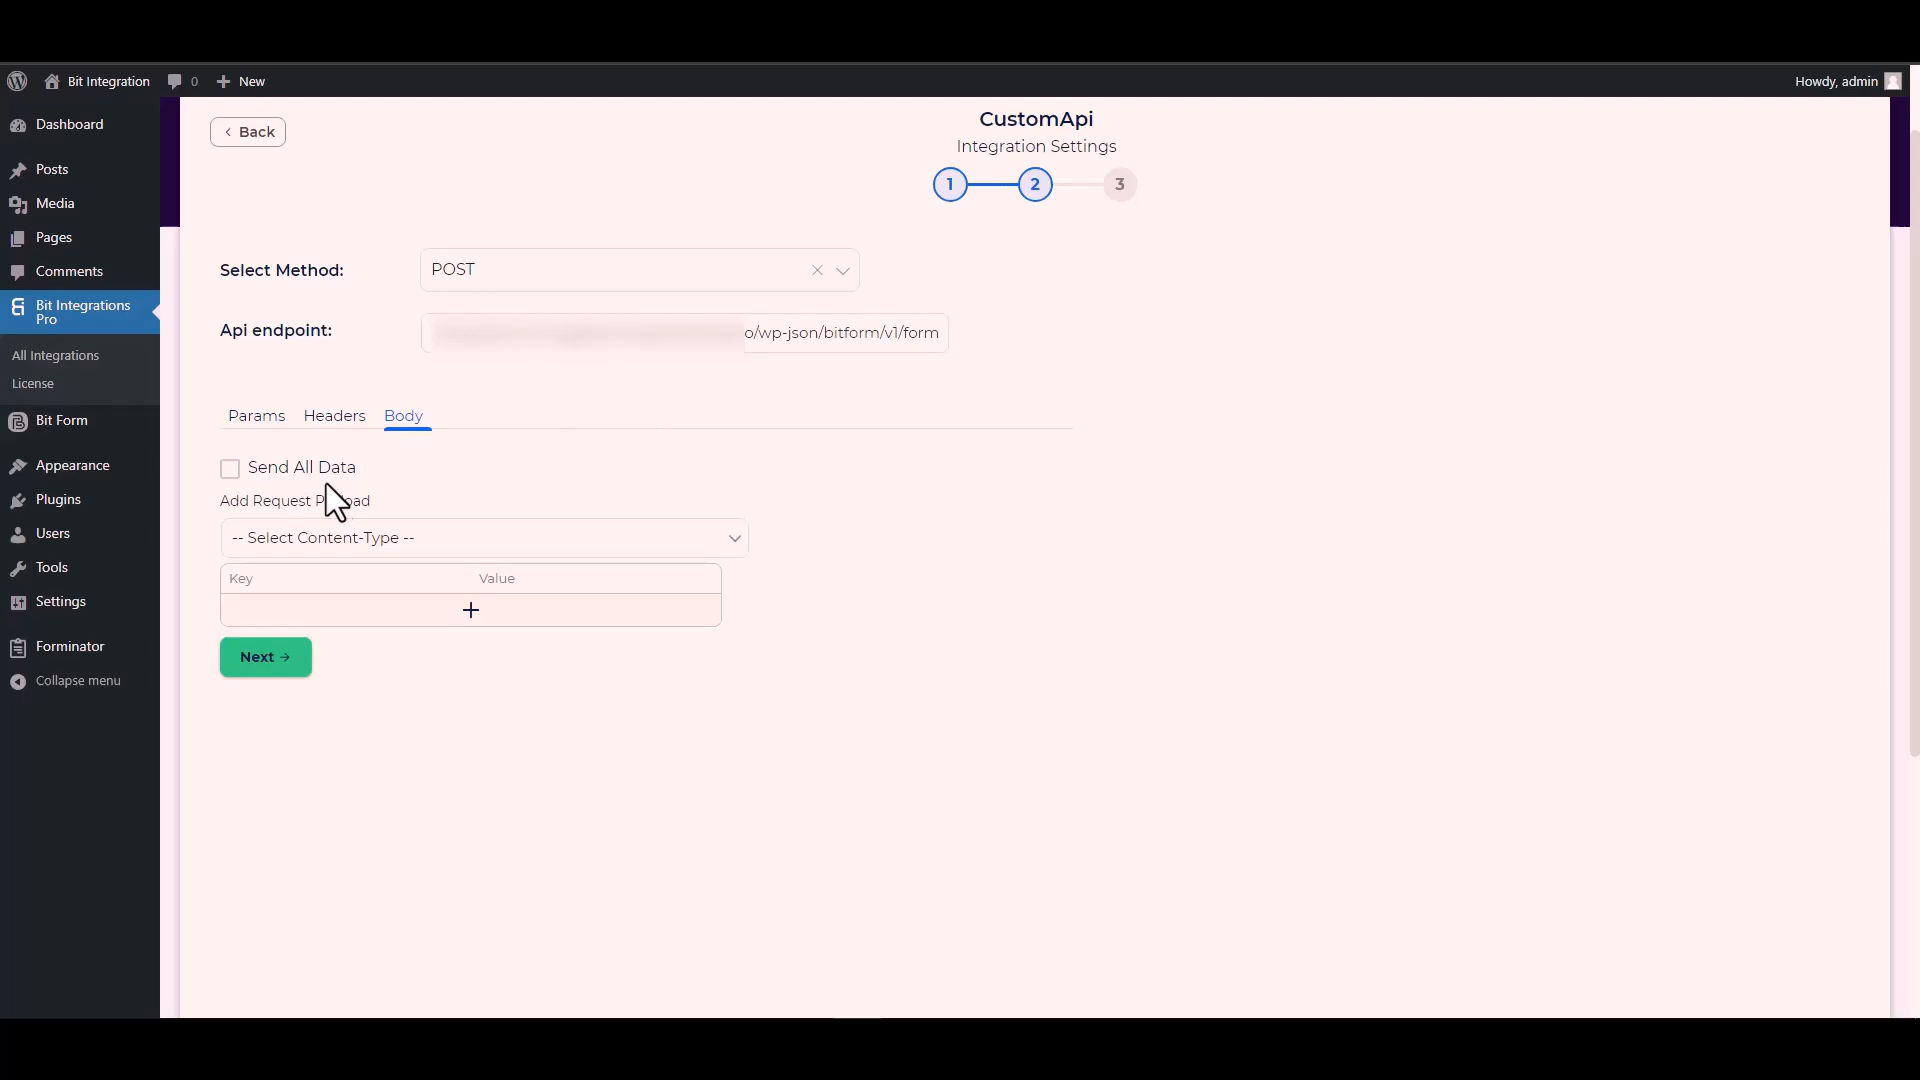 Bit Integration
0
New
Howdy, admin
Dashboard
Posts
Media
Pages
Comments
Bit Integrations
Pro
All Integrations
License
Bit Form
Appearance
Plugins
Users
Tools
Settings
Forminator
Collapse menu
Back
CustomApi
Integration Settings
1
2
3
Select Method:
POST
Api endpoint:
o/wp-json/bitform/v1/form
Params
Headers
Body
Send All Data
Add Request
-- Select Content-Type --
Key
Value
Next